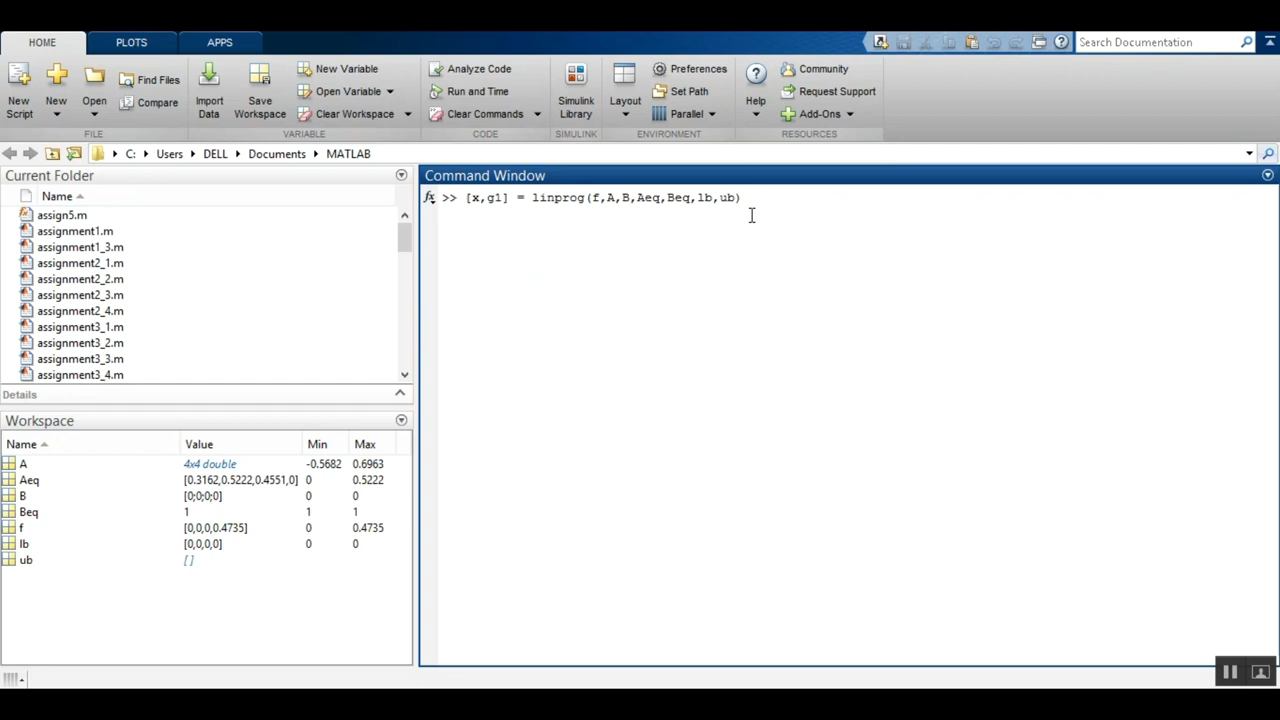 HOME PLOTS APPS Search Documentation
New Script New Open Find Files Compare Import Data Save Workspace New Variable Open Variable Clear Workspace Analyze Code Run and Time Clear Commands Simulink Library Layout Preferences Set Path Parallel Help Community Request Support Add-Ons
FILE VARIABLE CODE SIMULINK ENVIRONMENT RESOURCES
C: Users DELL Documents MATLAB
Current Folder
Name
assign5.m
assignment1.m
assignment1_3.m
assignment2_1.m
assignment2_2.m
assignment2_3.m
assignment2_4.m
assignment3_1.m
assignment3_2.m
assignment3_3.m
assignment3_4.m
Details
Workspace
Name Value Min Max
A 4x4 double -0.5682 0.6963
Aeq [0.3162,0.5222,0.4551,0] 0 0.5222
B [0;0;0;0] 0 0
Beq 1 1 1
f [0,0,0,0.4735] 0 0.4735
lb [0,0,0,0] 0 0
ub []
Command Window
fx >> [x,g1] = linprog(f,A,B,Aeq,Beq,lb,ub)